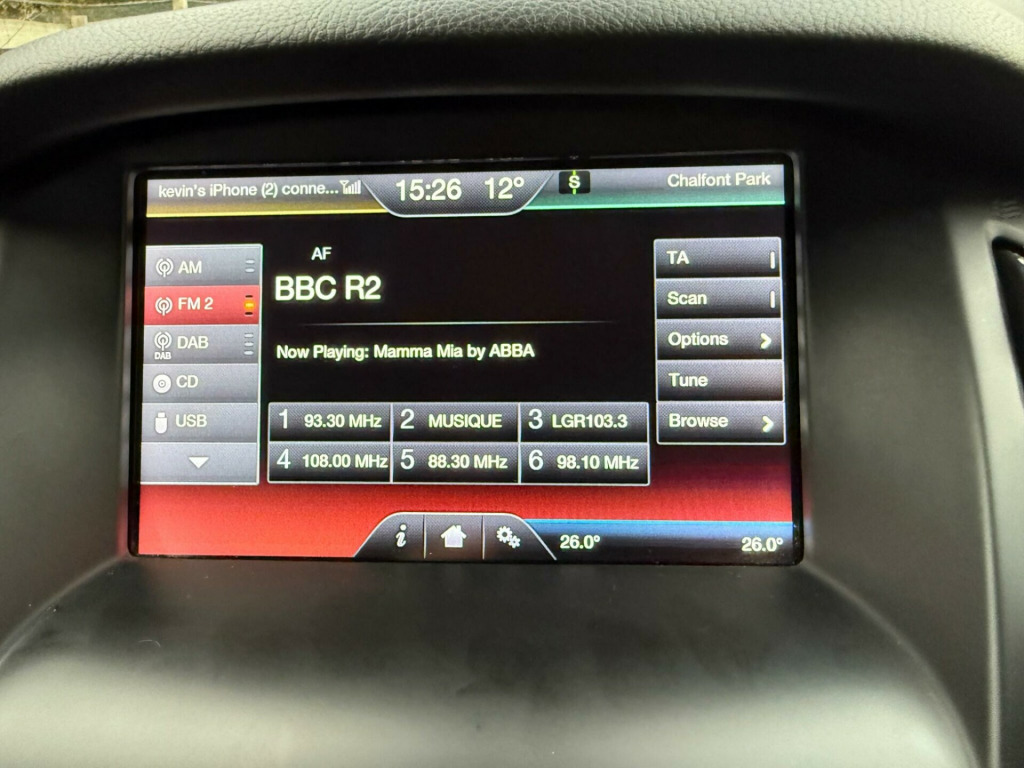 kevin's iPhone (2) conne...
15:26 12°
S
Chalfont Park
AM
FM 2
DAB
DAB
CD
USB
AF
BBC R2
Now Playing: Mamma Mia by ABBA
1 93.30 MHz 2 MUSIQUE 3 LGR103.3
4 108.00 MHz 5 88.30 MHz 6 98.10 MHz
TA
Scan
Options
Tune
Browse
i
26.0°
26.0°